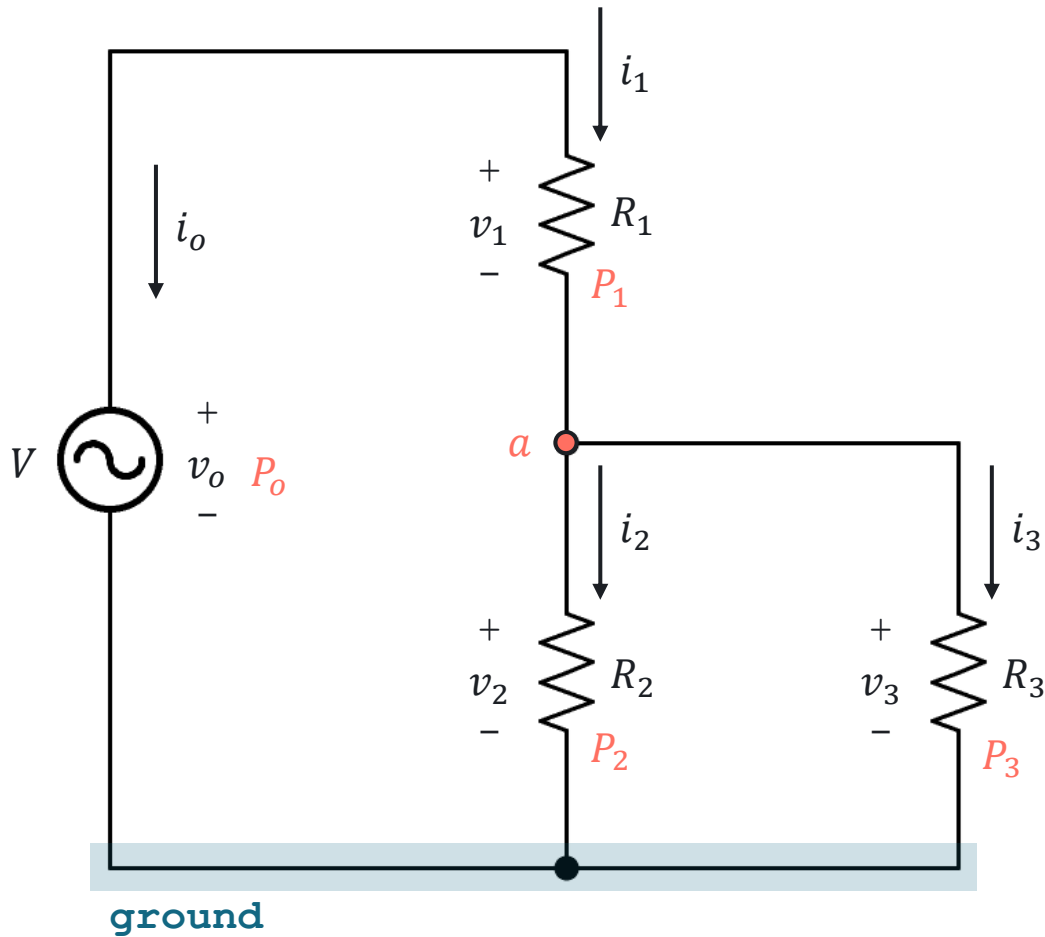 i₁
+
v₁
−
R₁
P₁
iₒ
V
+
vₒ
−
Pₒ
a
i₂
i₃
+
v₂
−
R₂
P₂
+
v₃
−
R₃
P₃
ground